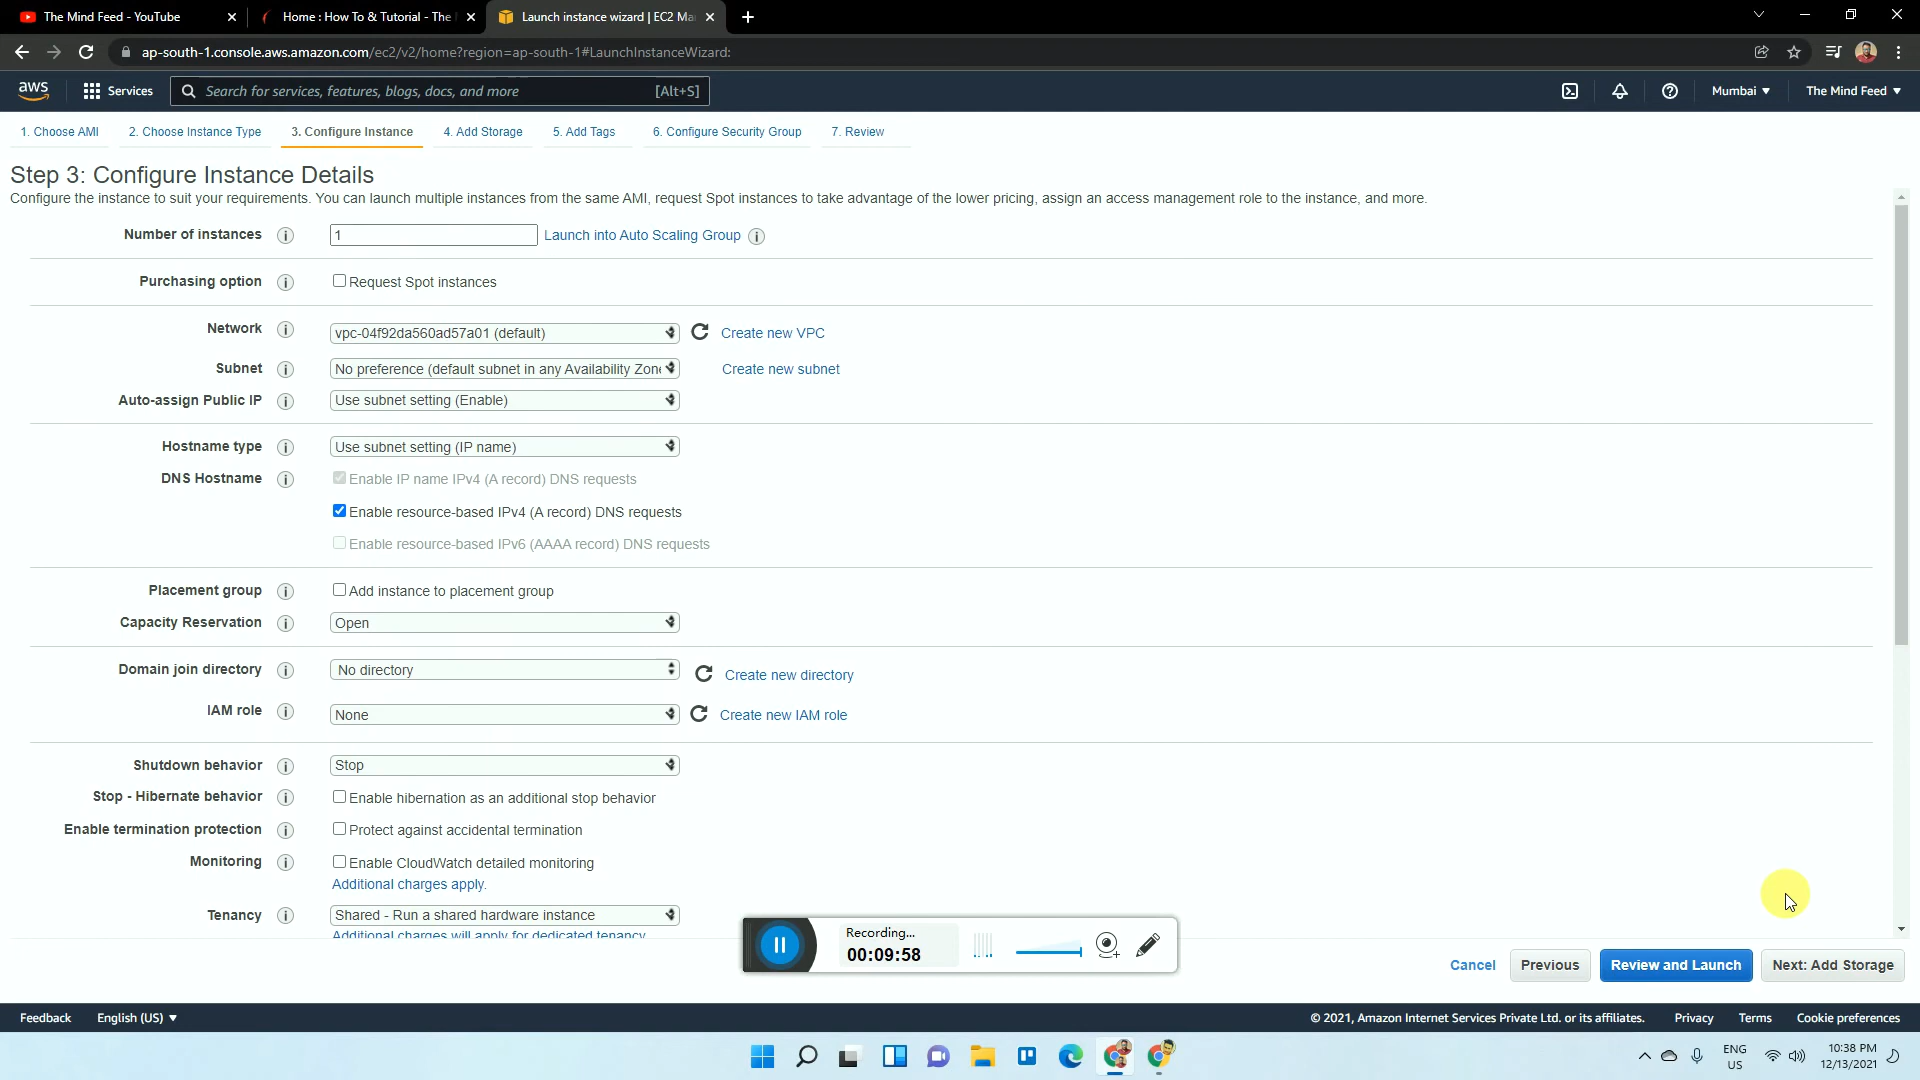 The Mind Feed - YouTube
Home : How To & Tutorial - The
Launch instance wizard | EC2 Ma
ap-south-1.console.aws.amazon.com/ec2/v2/home?region=ap-south-1#LaunchInstanceWizard:
aws Services Search for services, features, blogs, docs, and more [Alt+S] Mumbai The Mind Feed
1. Choose AMI 2. Choose Instance Type 3. Configure Instance 4. Add Storage 5. Add Tags 6. Configure Security Group 7. Review
Step 3: Configure Instance Details
Configure the instance to suit your requirements. You can launch multiple instances from the same AMI, request Spot instances to take advantage of the lower pricing, assign an access management role to the instance, and more.
Number of instances 1 Launch into Auto Scaling Group
Purchasing option Request Spot instances
Network vpc-04f92da560ad57a01 (default) Create new VPC
Subnet No preference (default subnet in any Availability Zone Create new subnet
Auto-assign Public IP Use subnet setting (Enable)
Hostname type Use subnet setting (IP name)
DNS Hostname Enable IP name IPv4 (A record) DNS requests
Enable resource-based IPv4 (A record) DNS requests
Enable resource-based IPv6 (AAAA record) DNS requests
Placement group Add instance to placement group
Capacity Reservation Open
Domain join directory No directory Create new directory
IAM role None Create new IAM role
Shutdown behavior Stop
Stop - Hibernate behavior Enable hibernation as an additional stop behavior
Enable termination protection Protect against accidental termination
Monitoring Enable CloudWatch detailed monitoring
Additional charges apply.
Tenancy Shared - Run a shared hardware instance
Additional charges will apply for dedicated tenancy
Recording...
00:09:58
Cancel Previous Review and Launch Next: Add Storage
Feedback English (US) © 2021, Amazon Internet Services Private Ltd. or its affiliates. Privacy Terms Cookie preferences
ENG
US
10:38 PM
12/13/2021